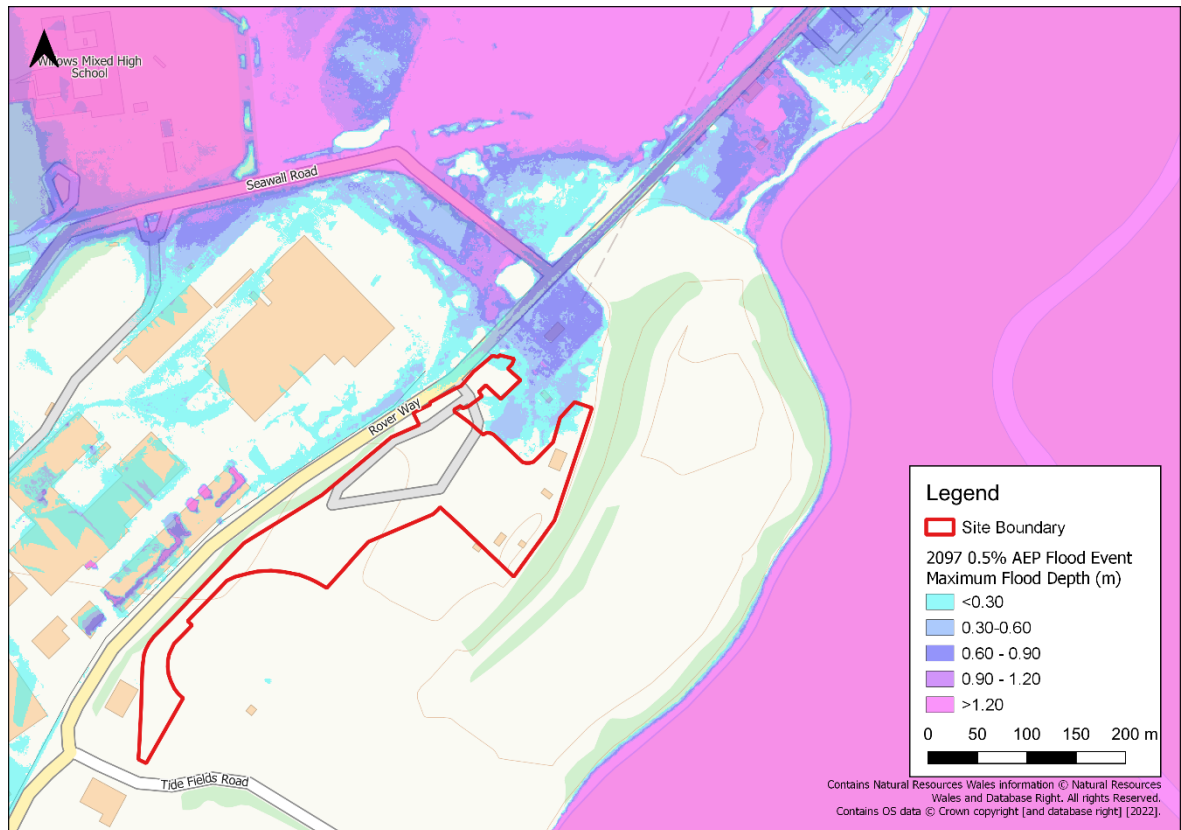 Willows Mixed High
School
Seawall Road
Rover Way
Tide Fields Road
Legend
Site Boundary
2097 0.5% AEP Flood Event
Maximum Flood Depth (m)
<0.30
0.30-0.60
0.60 - 0.90
0.90 - 1.20
>1.20
0 50 100 150 200 m
Contains Natural Resources Wales information © Natural Resources
Wales and Database Right. All rights Reserved.
Contains OS data © Crown copyright [and database right] [2022].